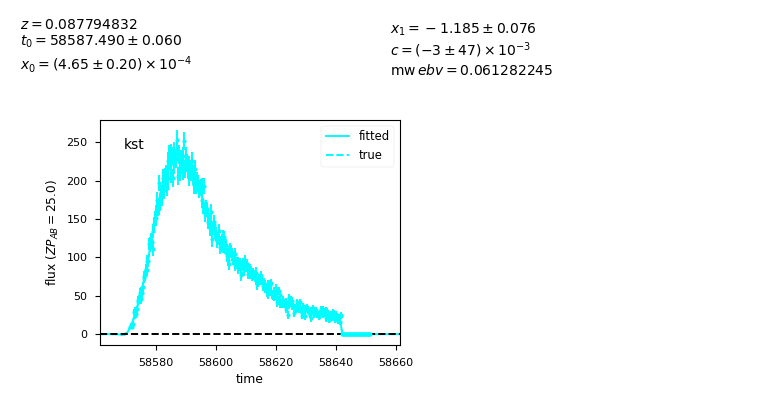 z = 0.087794832
t₀ = 58587.490 ± 0.060
x₀ = (4.65 ± 0.20) × 10⁻⁴
x₁ = −1.185 ± 0.076
c = (−3 ± 47) × 10⁻³
mwebv = 0.061282245
kst
fitted
true
250
200
150
100
50
0
flux (ZP_AB = 25.0)
58580 58600 58620 58640 58660
time